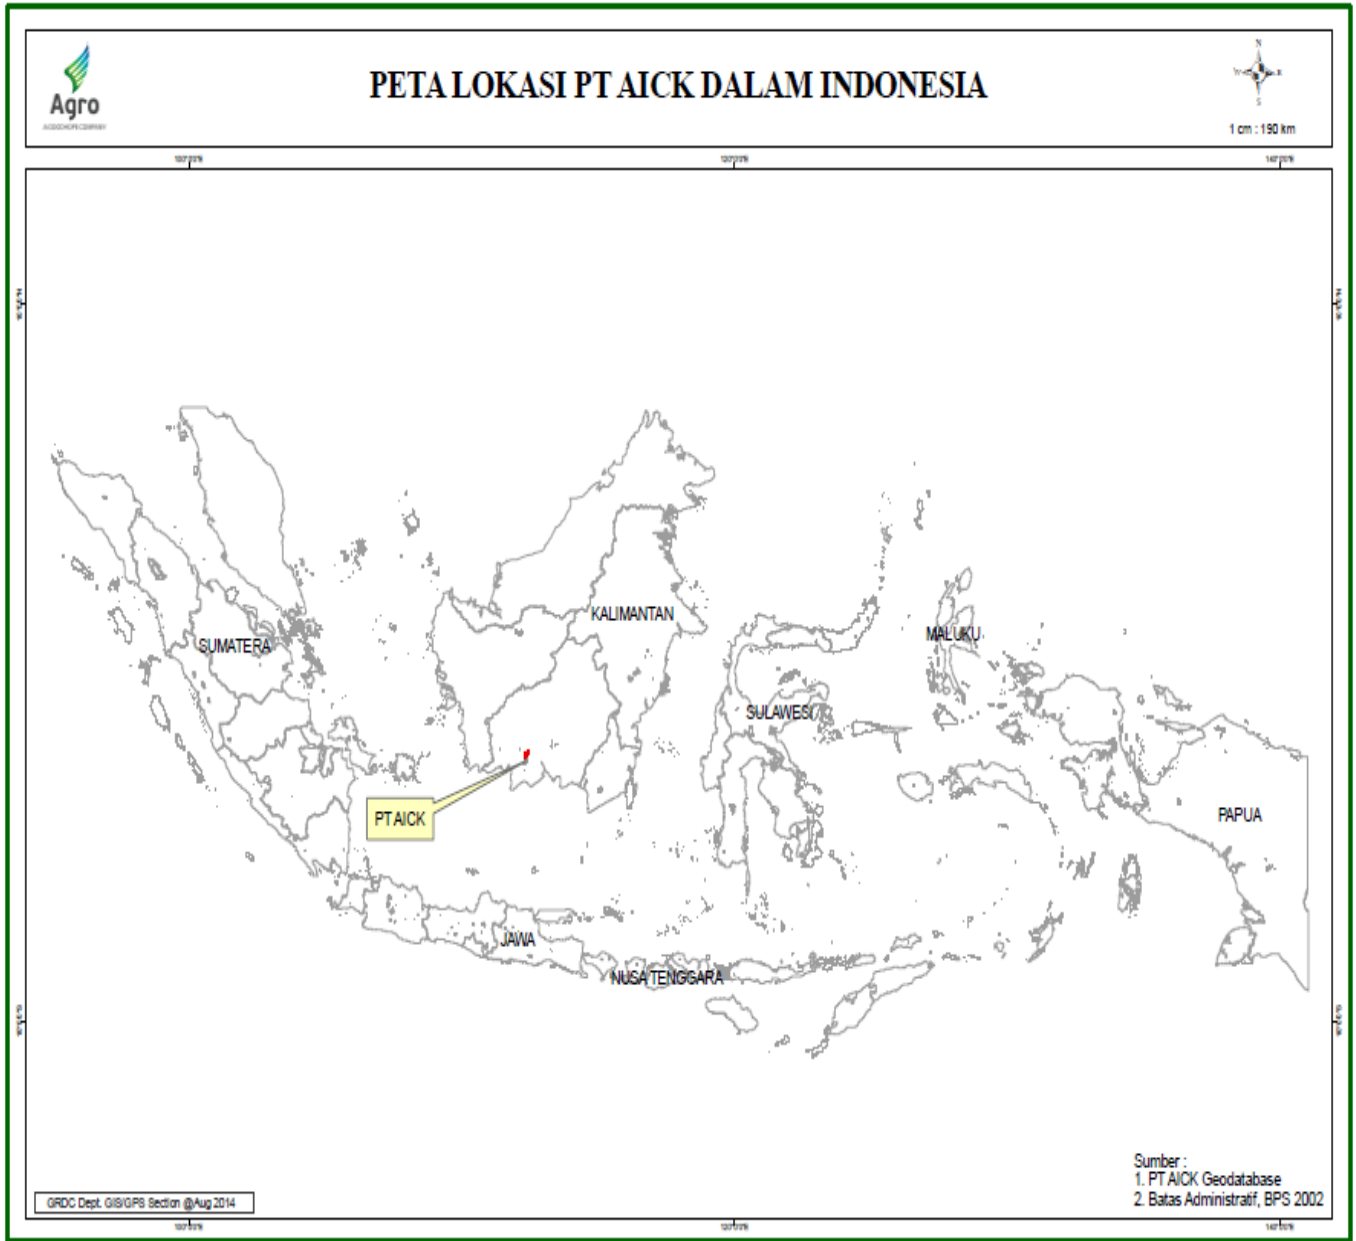 PETA LOKASI PT AICK DALAM INDONESIA
Agro
N
W
E
S
1 cm : 190 km
KALIMANTAN
SUMATERA
MALUKU
SULAWESI
PT AICK
PAPUA
JAWA
NUSA TENGGARA
Sumber :
1. PT AICK Geodatabase
2. Batas Administratif, BPS 2002
GRDC Dept. GIS/GPS Section @Aug 2014